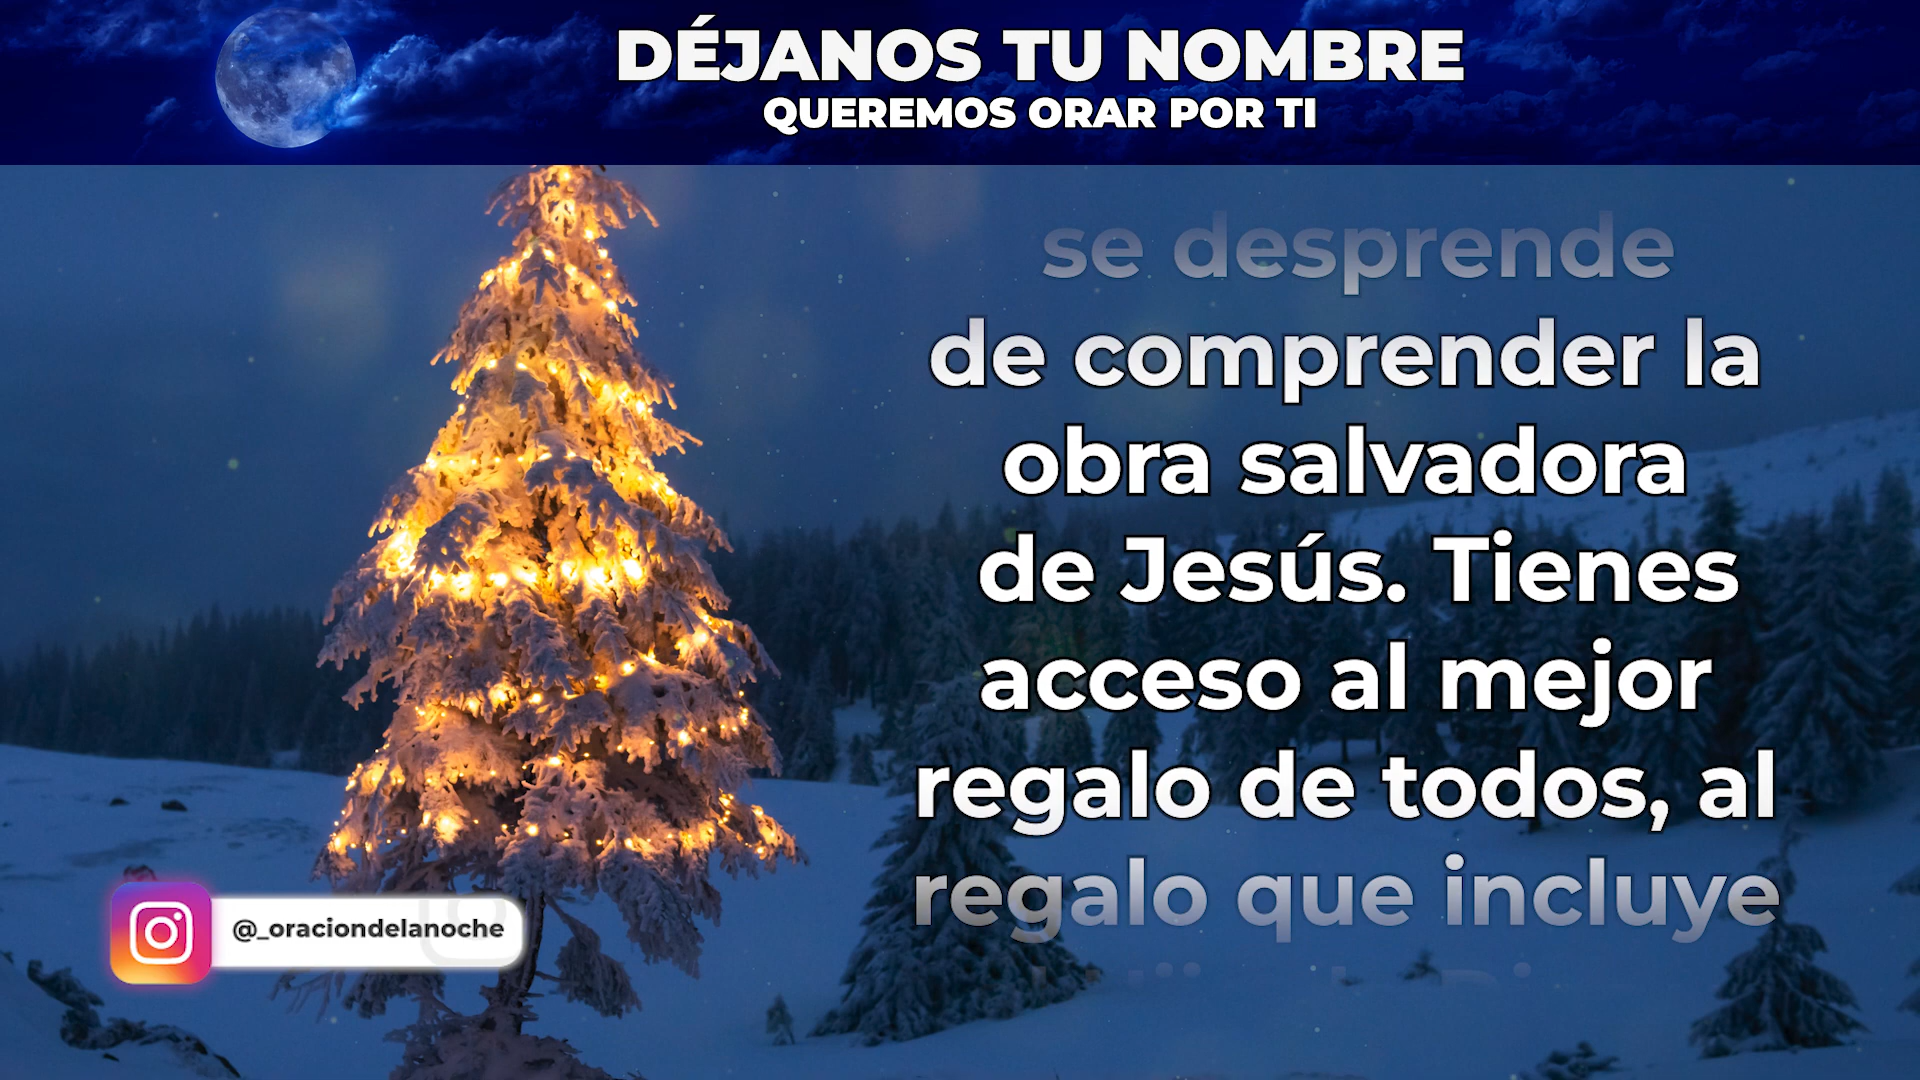 DÉJANOS TU NOMBRE
QUEREMOS ORAR POR TI
se desprende
de comprender la
obra salvadora
de Jesús. Tienes
acceso al mejor
regalo de todos, al
regalo que incluye
@_oraciondelanoche